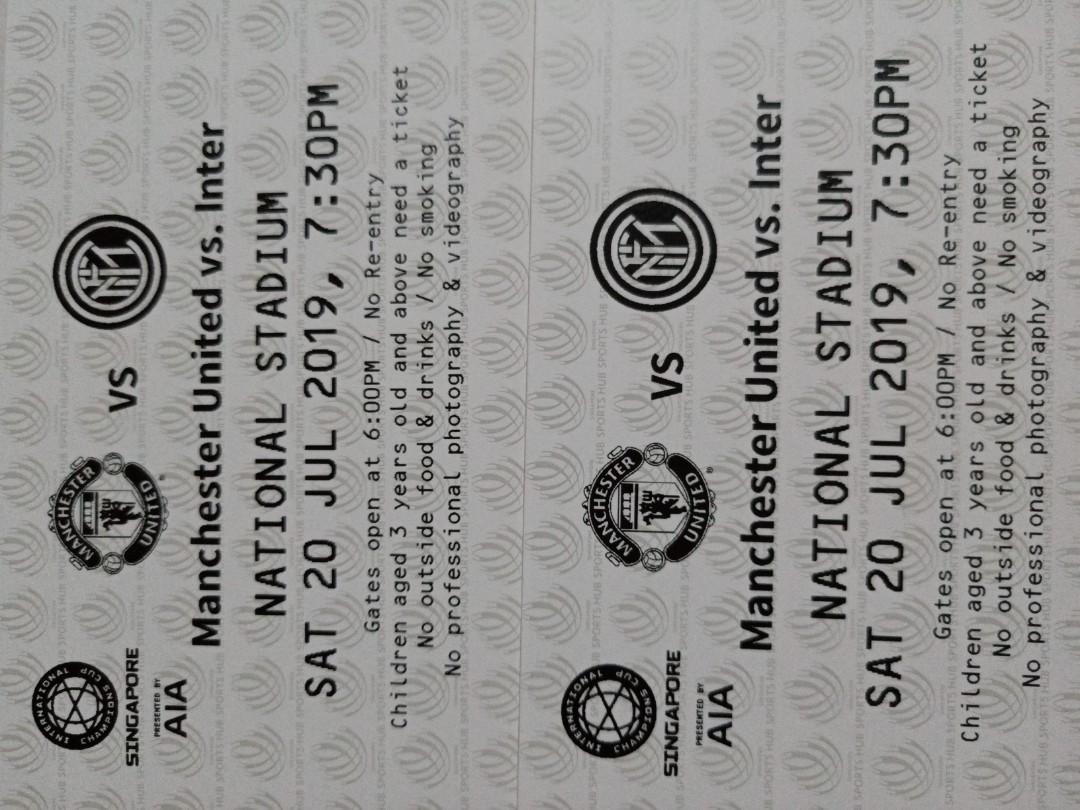 INTERNATIONAL CHAMPIONS CUP
SINGAPORE
PRESENTED BY
AIA
MANCHESTER UNITED
VS
Manchester United vs. Inter
NATIONAL STADIUM
SAT 20 JUL 2019, 7:30PM
Gates open at 6:00PM / No Re-entry
Children aged 3 years old and above need a ticket
No outside food & drinks / No smoking
No professional photography & videography
INTERNATIONAL CHAMPIONS CUP
SINGAPORE
PRESENTED BY
AIA
MANCHESTER UNITED
®
VS
Manchester United vs. Inter
NATIONAL STADIUM
SAT 20 JUL 2019, 7:30PM
Gates open at 6:00PM / No Re-entry
Children aged 3 years old and above need a ticket
No outside food & drinks / No smoking
No professional photography & videography